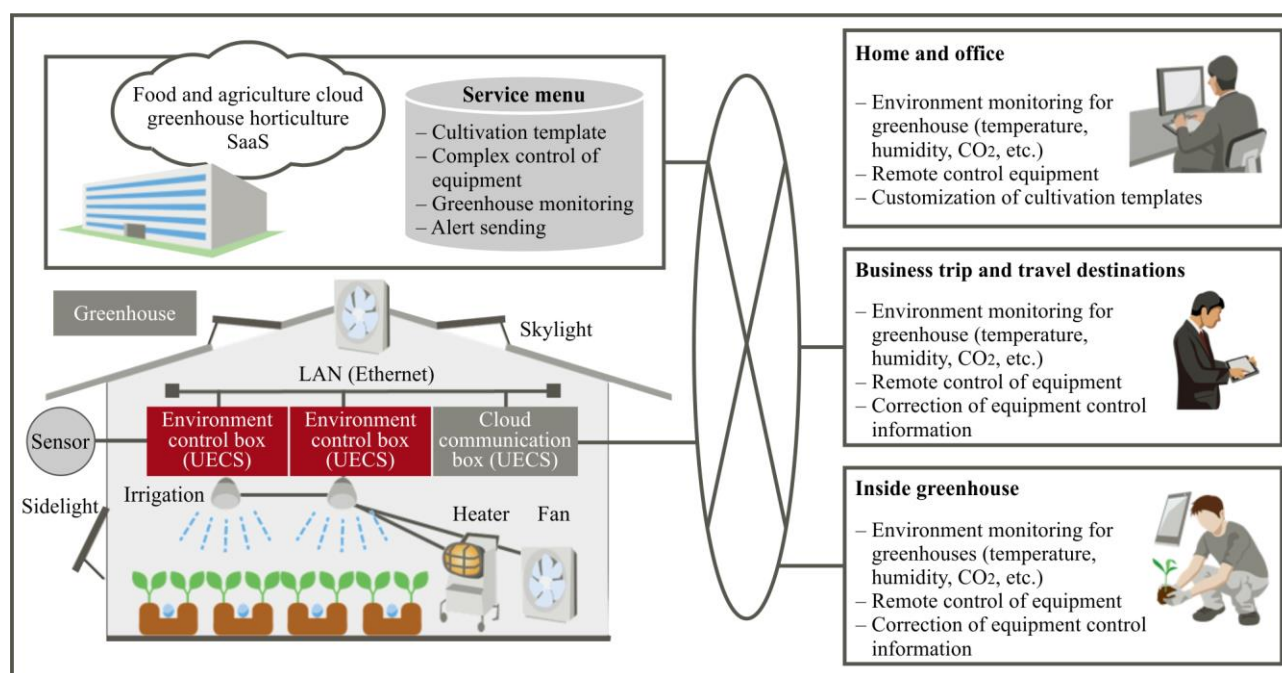 Food and agriculture cloud
greenhouse horticulture
SaaS
Service menu
– Cultivation template
– Complex control of
equipment
– Greenhouse monitoring
– Alert sending
Greenhouse
Skylight
LAN (Ethernet)
Sensor
Environment
control box
(UECS)
Environment
control box
(UECS)
Cloud
communication
box (UECS)
Sidelight
Irrigation
Heater
Fan
Home and office
– Environment monitoring for
greenhouse (temperature,
humidity, CO2, etc.)
– Remote control equipment
– Customization of cultivation templates
Business trip and travel destinations
– Environment monitoring for
greenhouse (temperature,
humidity, CO2, etc.)
– Remote control of equipment
– Correction of equipment control
information
Inside greenhouse
– Environment monitoring for
greenhouses (temperature,
humidity, CO2, etc.)
– Remote control of equipment
– Correction of equipment control
information